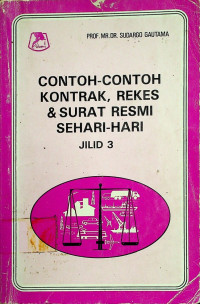 PROF. MR. DR. SUDARGO GAUTAMA
CONTOH-CONTOH
KONTRAK, REKES
& SURAT RESMI
SEHARI-HARI
JILID 3